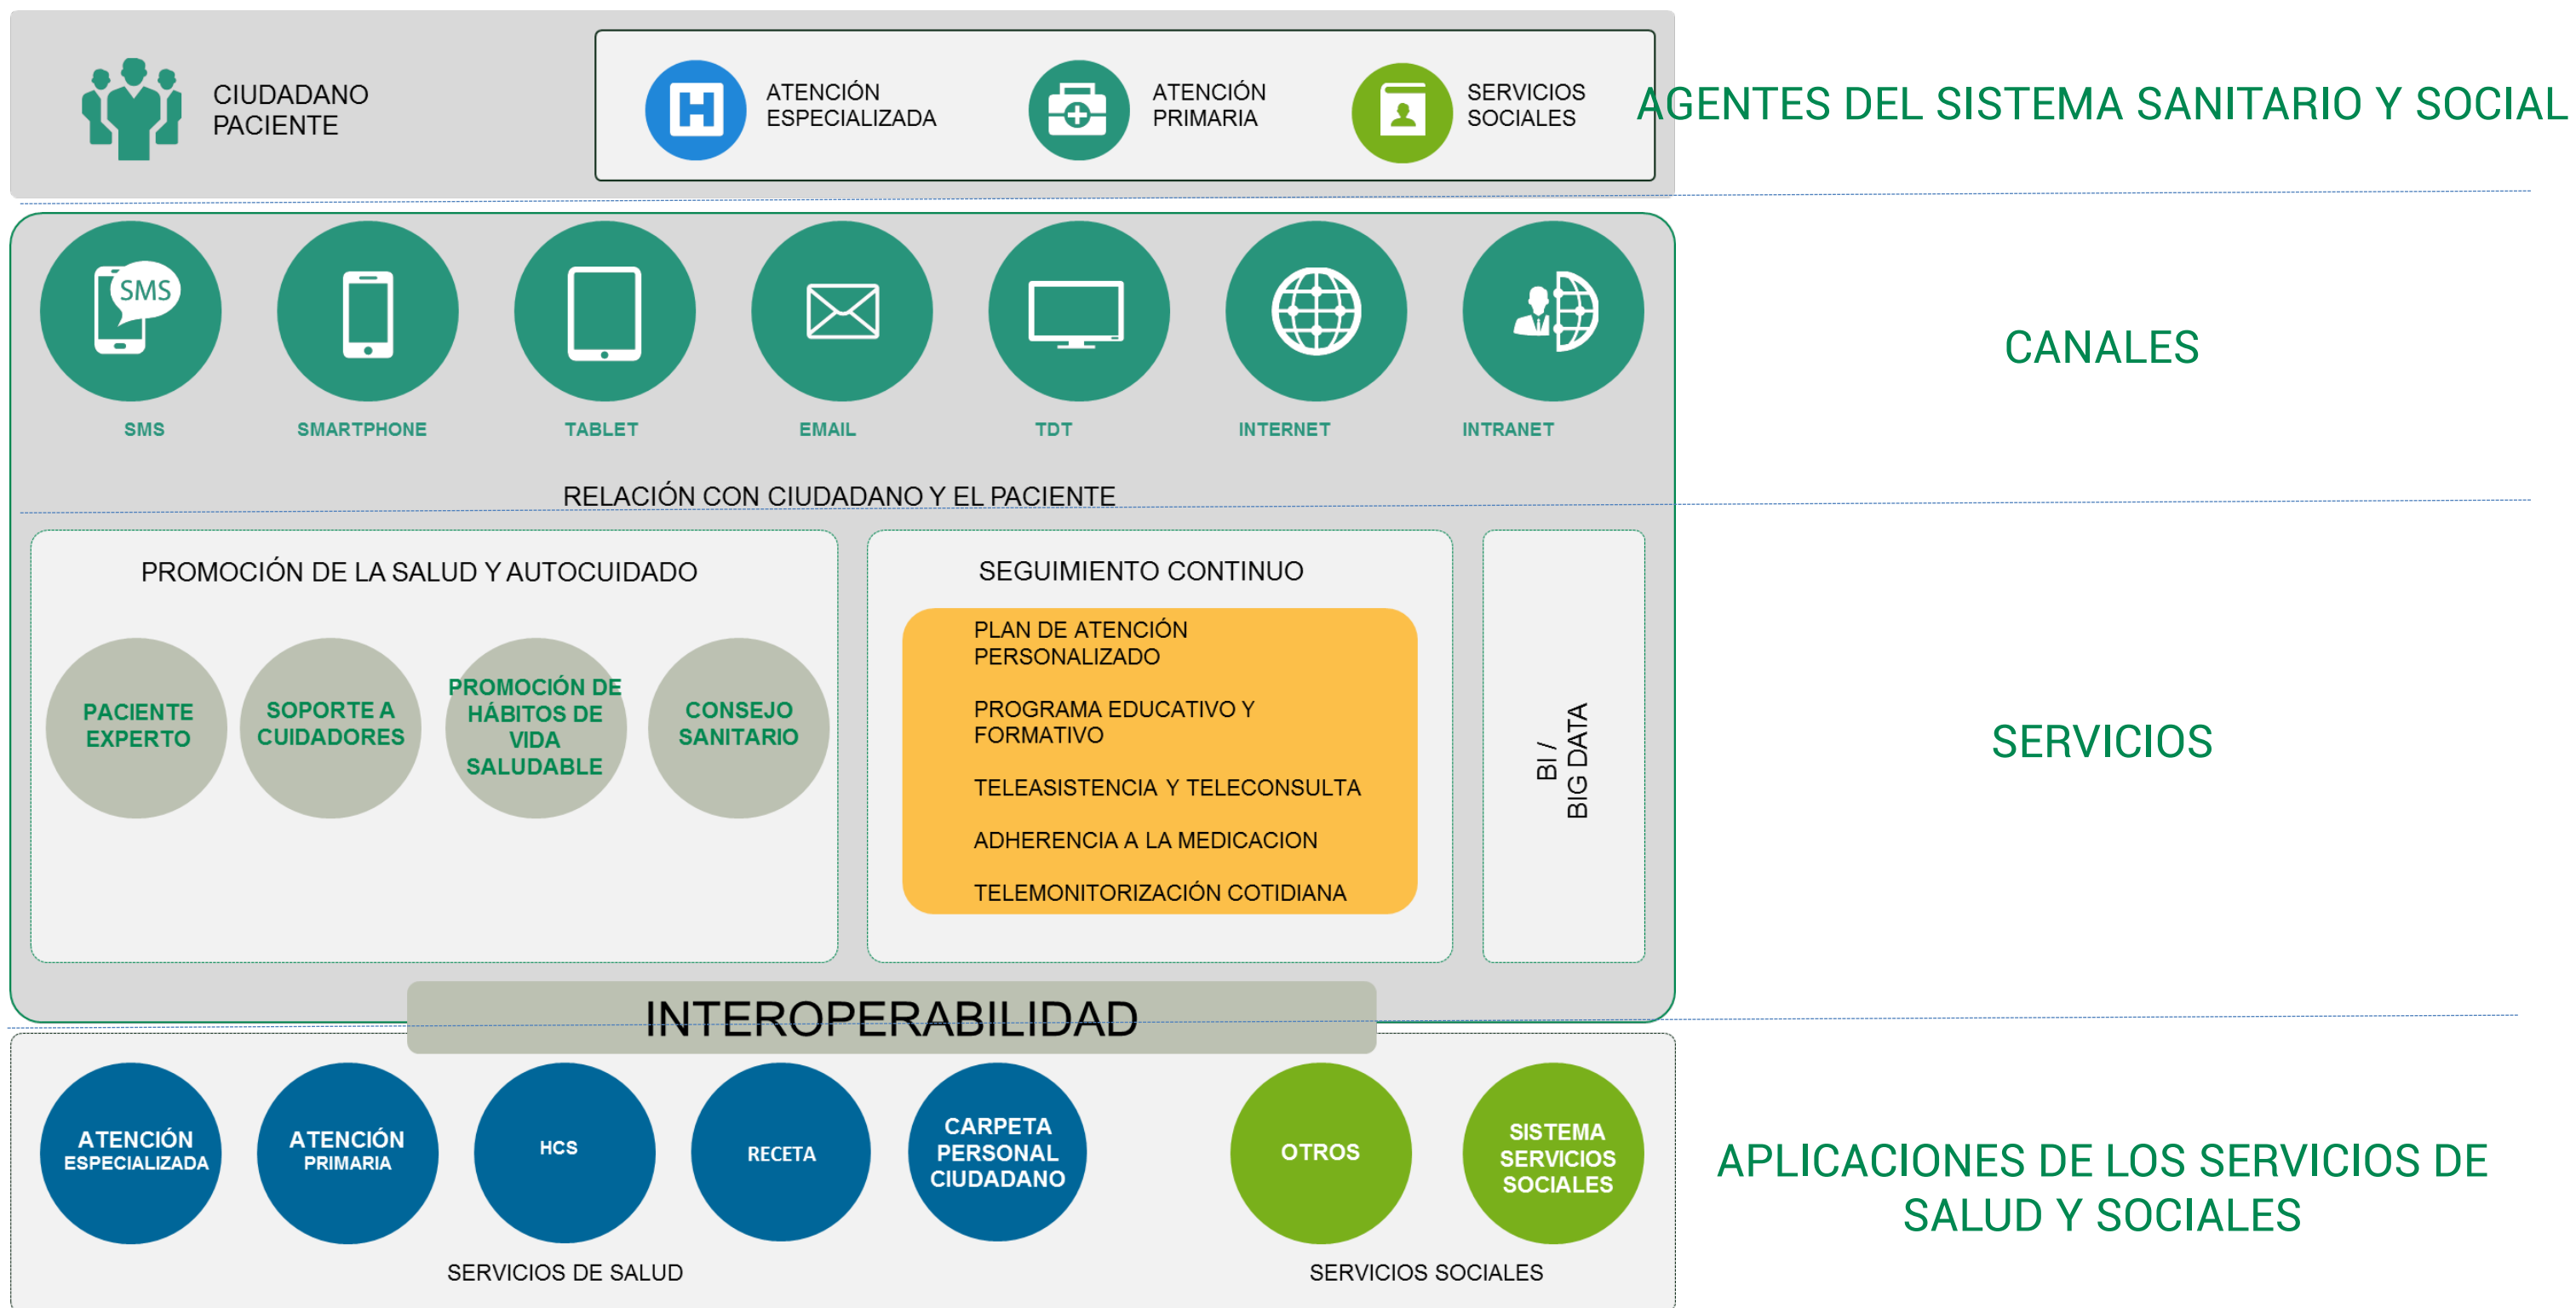 CIUDADANO
PACIENTE
ATENCIÓN
ESPECIALIZADA
ATENCIÓN
PRIMARIA
SERVICIOS
SOCIALES
AGENTES DEL SISTEMA SANITARIO Y SOCIAL
SMS
SMS
SMARTPHONE
TABLET
EMAIL
TDT
INTERNET
INTRANET
CANALES
RELACIÓN CON CIUDADANO Y EL PACIENTE
PROMOCIÓN DE LA SALUD Y AUTOCUIDADO
PACIENTE
EXPERTO
SOPORTE A
CUIDADORES
PROMOCIÓN DE
HÁBITOS DE
VIDA
SALUDABLE
CONSEJO
SANITARIO
SEGUIMIENTO CONTINUO
PLAN DE ATENCIÓN
PERSONALIZADO
PROGRAMA EDUCATIVO Y
FORMATIVO
TELEASISTENCIA Y TELECONSULTA
ADHERENCIA A LA MEDICACION
TELEMONITORIZACIÓN COTIDIANA
BI /
BIG DATA
SERVICIOS
INTEROPERABILIDAD
ATENCIÓN
ESPECIALIZADA
ATENCIÓN
PRIMARIA
HCS
RECETA
CARPETA
PERSONAL
CIUDADANO
OTROS
SISTEMA
SERVICIOS
SOCIALES
SERVICIOS DE SALUD
SERVICIOS SOCIALES
APLICACIONES DE LOS SERVICIOS DE
SALUD Y SOCIALES